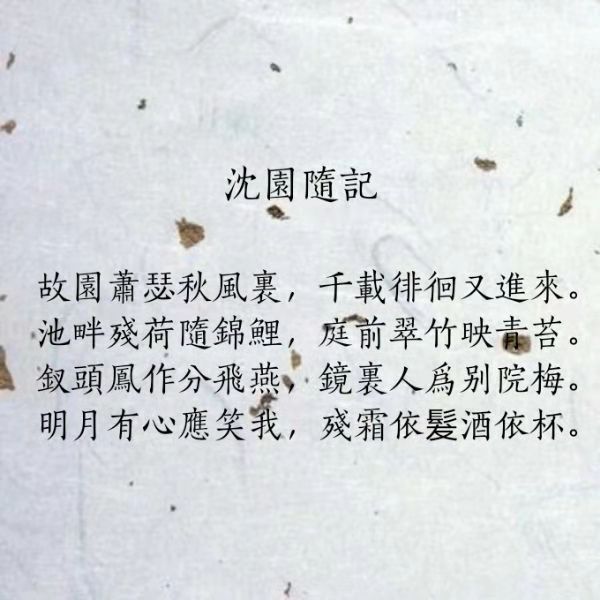 沈園隨記
故園蕭瑟秋風裏，千載徘徊又進來。
池畔殘荷隨錦鯉，庭前翠竹映青苔。
釵頭鳳作分飛燕，鏡裏人爲别院梅。
明月有心應笑我，殘霜依髮酒依杯。